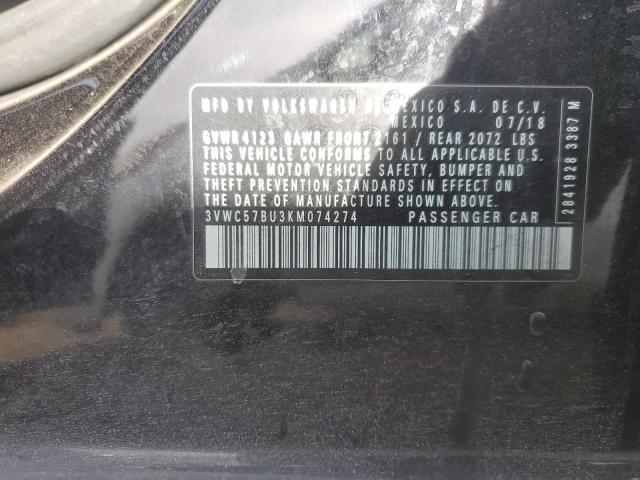 MFD BY VOLKSWAGEN DE MEXICO S.A. DE C.V.
MEXICO 07/18
GVWR 4123 GAWR FRONT 2161 / REAR 2072 LBS
THIS VEHICLE CONFORMS TO ALL APPLICABLE U.S.
FEDERAL MOTOR VEHICLE SAFETY, BUMPER AND
THEFT PREVENTION STANDARDS IN EFFECT ON
THE DATE OF MANUFACTURE SHOWN ABOVE
3VWC57BU3KM074274 PASSENGER CAR
2841928 3987 M